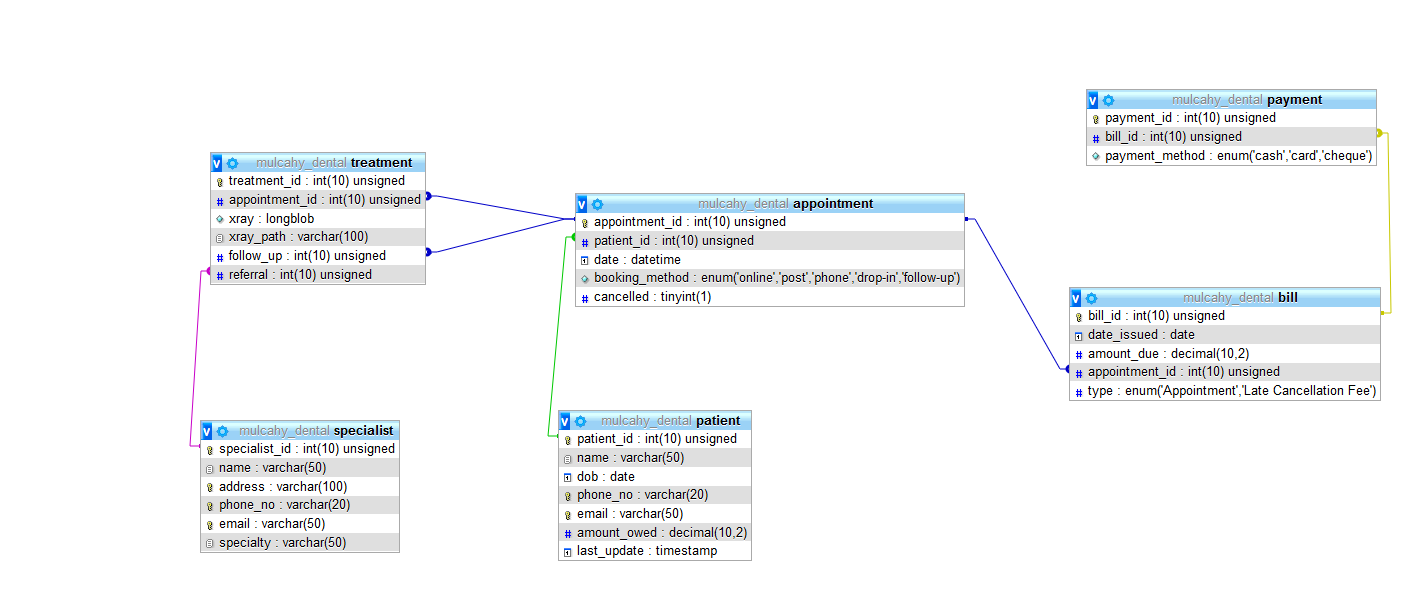 mulcahy_dental payment
payment_id : int(10) unsigned
bill_id : int(10) unsigned
payment_method : enum('cash','card','cheque')
mulcahy_dental treatment
treatment_id : int(10) unsigned
appointment_id : int(10) unsigned
xray : longblob
xray_path : varchar(100)
follow_up : int(10) unsigned
referral : int(10) unsigned
mulcahy_dental appointment
appointment_id : int(10) unsigned
patient_id : int(10) unsigned
date : datetime
booking_method : enum('online','post','phone','drop-in','follow-up')
cancelled : tinyint(1)
mulcahy_dental bill
bill_id : int(10) unsigned
date_issued : date
amount_due : decimal(10,2)
appointment_id : int(10) unsigned
type : enum('Appointment','Late Cancellation Fee')
mulcahy_dental specialist
specialist_id : int(10) unsigned
name : varchar(50)
address : varchar(100)
phone_no : varchar(20)
email : varchar(50)
specialty : varchar(50)
mulcahy_dental patient
patient_id : int(10) unsigned
name : varchar(50)
dob : date
phone_no : varchar(20)
email : varchar(50)
amount_owed : decimal(10,2)
last_update : timestamp